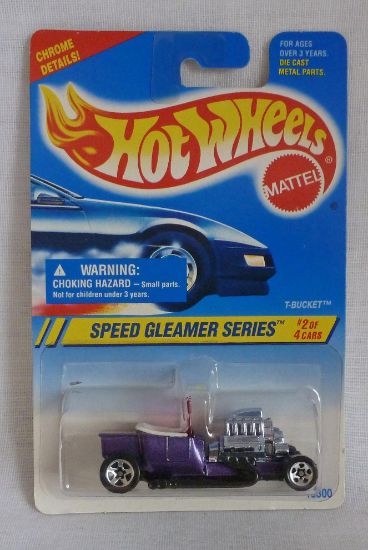 CHROME
DETAILS!
FOR AGES
OVER 3 YEARS.
DIE CAST
METAL PARTS.
HOT WHEELS®
MATTEL®
WARNING:
CHOKING HAZARD – Small parts.
Not for children under 3 years.
T-BUCKET™
SPEED GLEAMER SERIES™
#2 OF
4 CARS